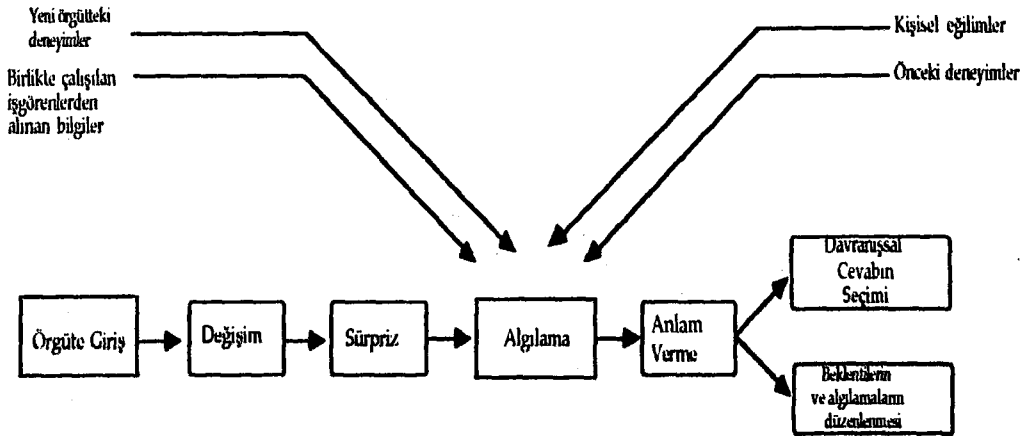 Yeni örgütteki
deneyimler
Birlikte çalışılan
işgörenlerden
alınan bilgiler
Kişisel eğilimler
Önceki deneyimler
Örgüte Giriş
Değişim
Sürpriz
Algılama
Anlam
Verme
Davranışsal
Cevabın
Seçimi
Beklentilerin
ve algılamaların
düzenlenmesi